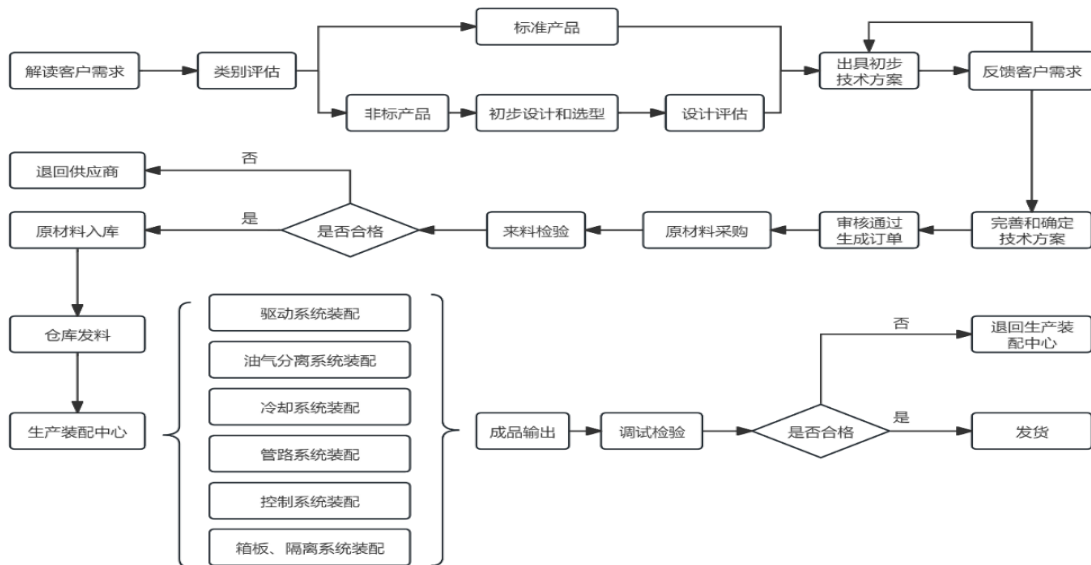 标准产品
解读客户需求
类别评估
出具初步
技术方案
反馈客户需求
非标产品
初步设计和选型
设计评估
否
退回供应商
原材料入库
是
是否合格
来料检验
原材料采购
审核通过
生成订单
完善和确定
技术方案
驱动系统装配
仓库发料
否
退回生产装
配中心
油气分离系统装配
冷却系统装配
生产装配中心
成品输出
调试检验
是否合格
是
发货
管路系统装配
控制系统装配
箱板、隔离系统装配